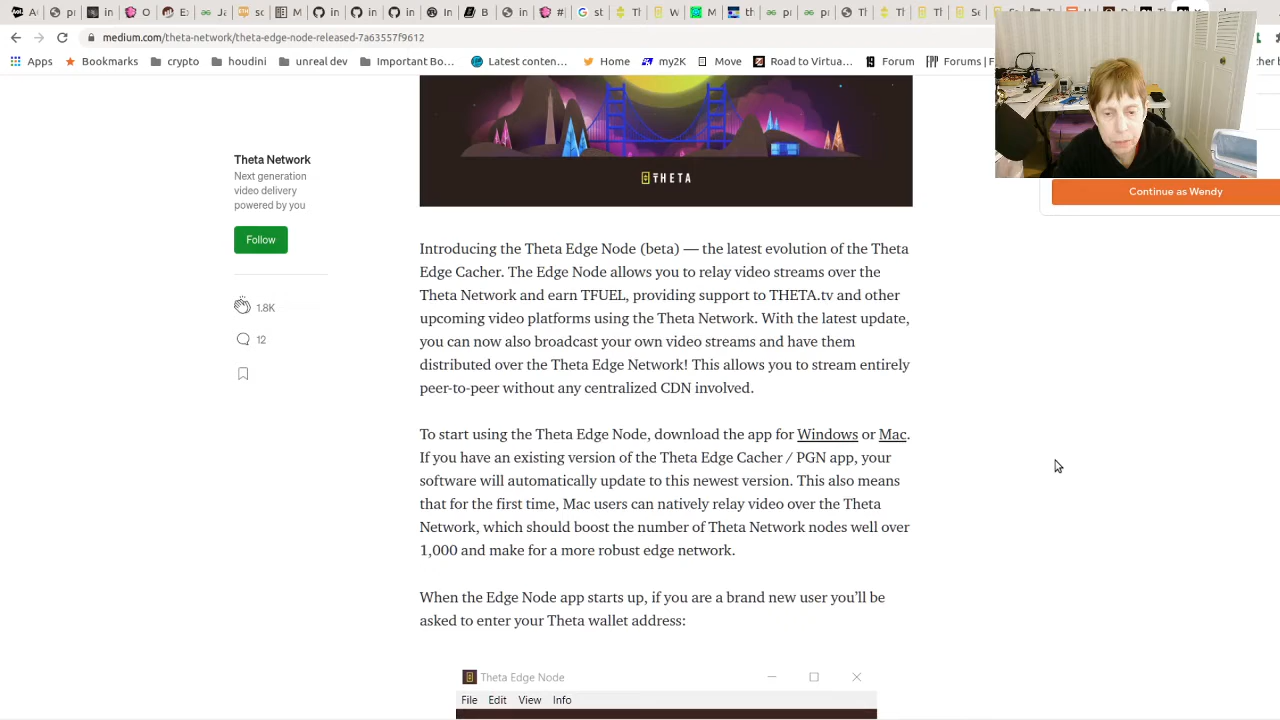 medium.com/theta-network/theta-edge-node-released-7a63557f9612
Apps Bookmarks crypto houdini unreal dev Important Bo... Latest conten... Home my2K Move Road to Virtua... Forum Forums | F
THETA
Theta Network
Next generation
video delivery
powered by you
Follow
1.8K
12
Continue as Wendy
Introducing the Theta Edge Node (beta) — the latest evolution of the Theta
Edge Cacher. The Edge Node allows you to relay video streams over the
Theta Network and earn TFUEL, providing support to THETA.tv and other
upcoming video platforms using the Theta Network. With the latest update,
you can now also broadcast your own video streams and have them
distributed over the Theta Edge Network! This allows you to stream entirely
peer-to-peer without any centralized CDN involved.
To start using the Theta Edge Node, download the app for Windows or Mac.
If you have an existing version of the Theta Edge Cacher / PGN app, your
software will automatically update to this newest version. This also means
that for the first time, Mac users can natively relay video over the Theta
Network, which should boost the number of Theta Network nodes well over
1,000 and make for a more robust edge network.
When the Edge Node app starts up, if you are a brand new user you'll be
asked to enter your Theta wallet address:
Theta Edge Node
File Edit View Info